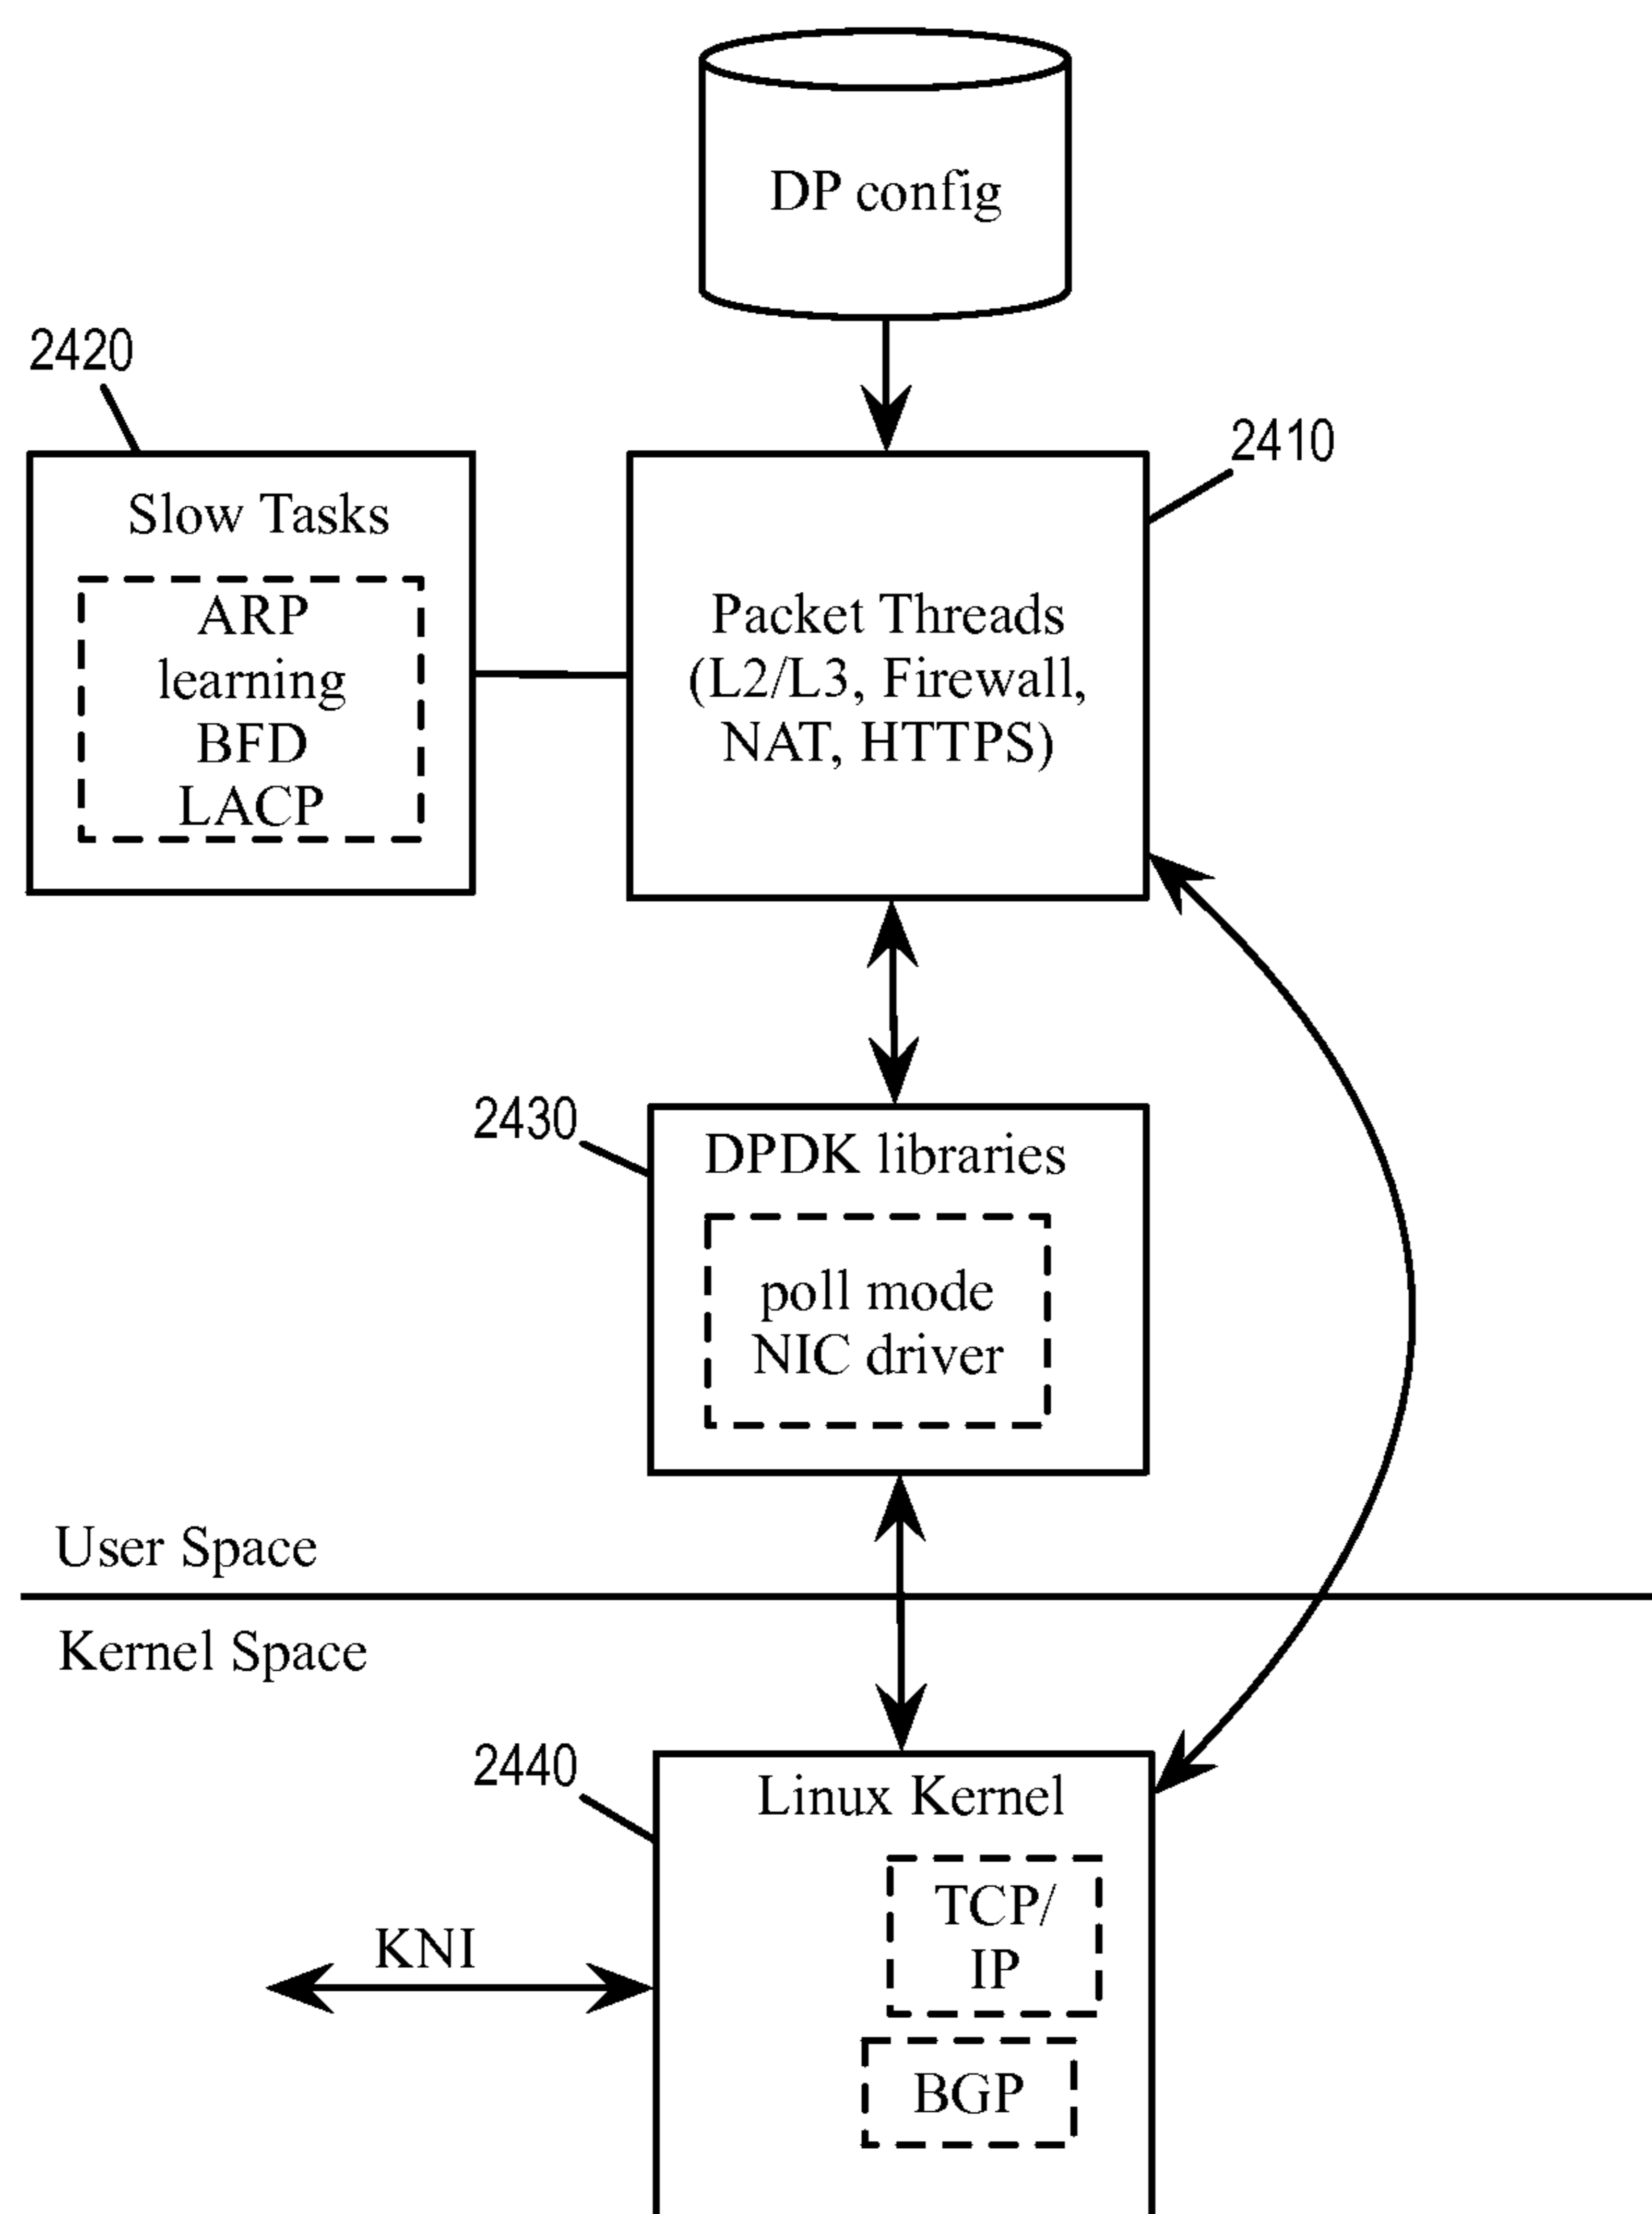 DP config
2420
2410
Slow Tasks
ARP
learning
BFD
LACP
Packet Threads
(L2/L3, Firewall,
NAT, HTTPS)
2430
DPDK libraries
poll mode
NIC driver
User Space
Kernel Space
2440
Linux Kernel
TCP/
IP
KNI
BGP